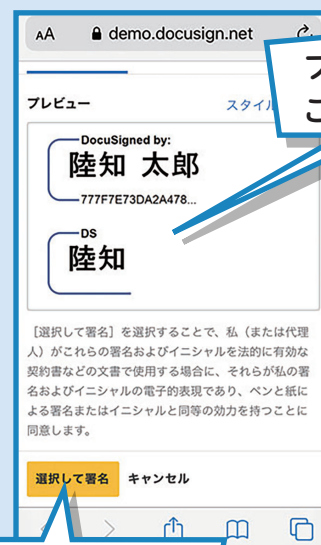 AA demo.docusign.net
プレビュー スタイル
DocuSigned by:
陸知 太郎
777F7E73DA2A478...
DS
陸知
［選択して署名］を選択することで、私（または代理
人）がこれらの署名およびイニシャルを法的に有効な
契約書などの文書で使用する場合に、それらが私の署
名およびイニシャルの電子的表現であり、ペンと紙に
よる署名またはイニシャルと同等の効力を持つことに
同意します。
選択して署名 キャンセル